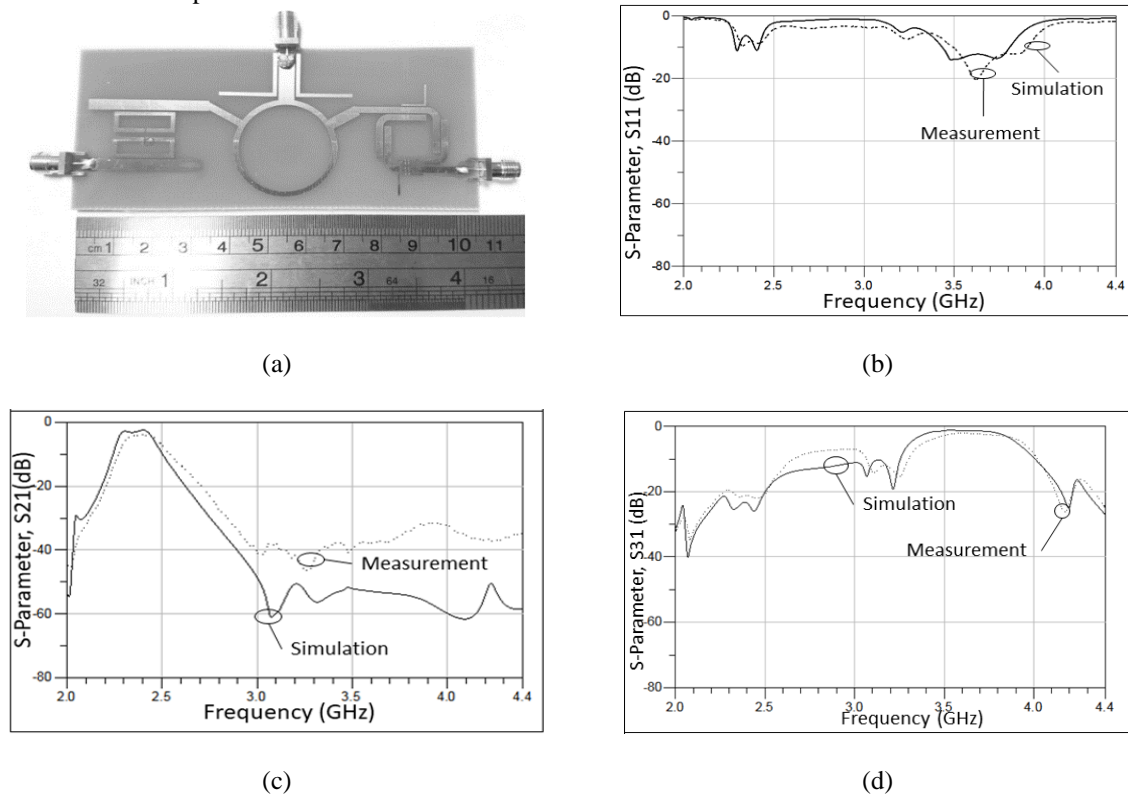 cm 1 2 3 4 5 6 7 8 9 10 11
32 INCH 1 2 3 64 4 16
(a)
S-Parameter, S11 (dB)
0
-20
-40
-60
-80
Simulation
Measurement
2.0 2.5 3.0 3.5 4.0 4.4
Frequency (GHz)
(b)
S-Parameter, S21(dB)
0
-20
-40
-60
-80
Measurement
Simulation
2.0 2.5 3.0 3.5 4.0 4.4
Frequency (GHz)
(c)
S-Parameter, S31 (dB)
0
-20
-40
-60
-80
Simulation
Measurement
2.0 2.5 3.0 3.5 4.0 4.4
Frequency (GHz)
(d)